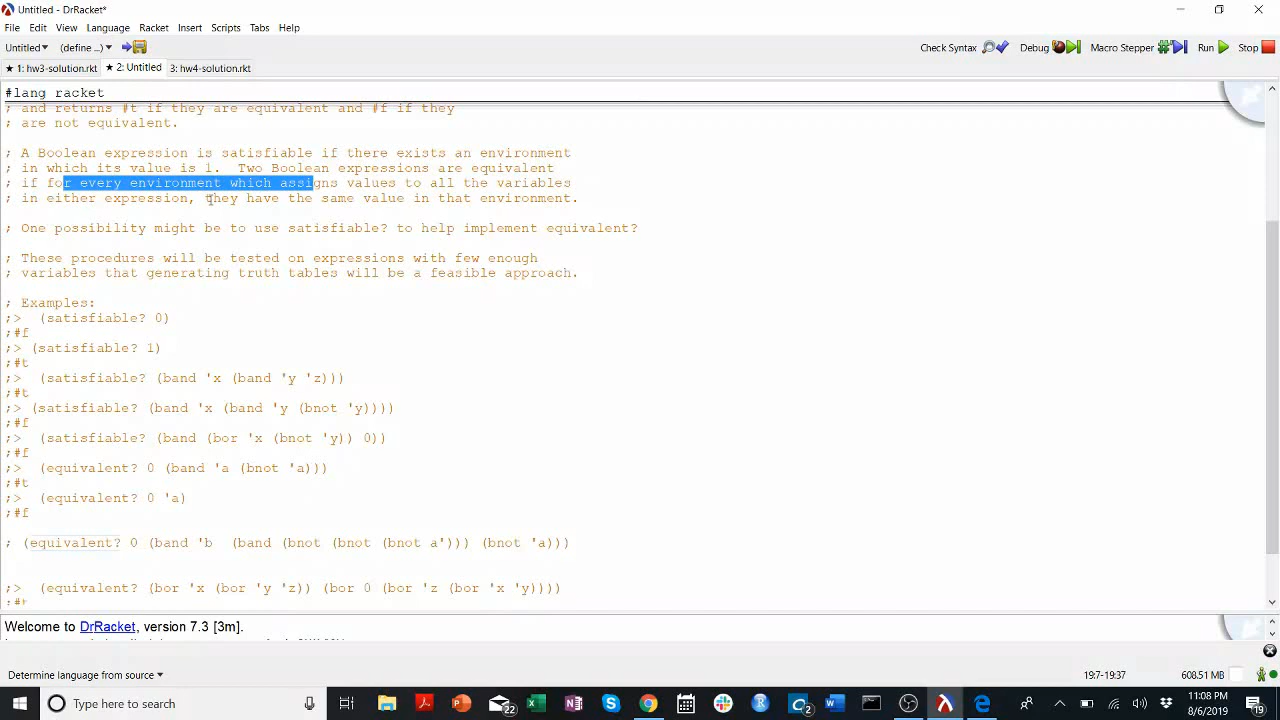 Untitled - DrRacket*
File Edit View Language Racket Insert Scripts Tabs Help
Untitled▾ (define ...)▾ Check Syntax Debug Macro Stepper Run Stop
★ 1: hw3-solution.rkt ★ 2: Untitled 3: hw4-solution.rkt
#lang racket
; and returns #t if they are equivalent and #f if they
; are not equivalent.
; A Boolean expression is satisfiable if there exists an environment
; in which its value is 1.  Two Boolean expressions are equivalent
; if for every environment which assigns values to all the variables
; in either expression, they have the same value in that environment.
; One possibility might be to use satisfiable? to help implement equivalent?
; These procedures will be tested on expressions with few enough
; variables that generating truth tables will be a feasible approach.
; Examples:
;>  (satisfiable? 0)
;#f
;> (satisfiable? 1)
;#t
;>  (satisfiable? (band 'x (band 'y 'z)))
;#t
;> (satisfiable? (band 'x (band 'y (bnot 'y))))
;#f
;>  (satisfiable? (band (bor 'x (bnot 'y)) 0))
;#f
;>  (equivalent? 0 (band 'a (bnot 'a)))
;#t
;>  (equivalent? 0 'a)
;#f
; (equivalent? 0 (band 'b  (band (bnot (bnot (bnot a'))) (bnot 'a)))
;>  (equivalent? (bor 'x (bor 'y 'z)) (bor 0 (bor 'z (bor 'x 'y))))
;#t
Welcome to DrRacket, version 7.3 [3m].
Determine language from source▾ 19:7-19:37 608.51 MB
Type here to search 22 2 11:08 PM
8/6/2019 19